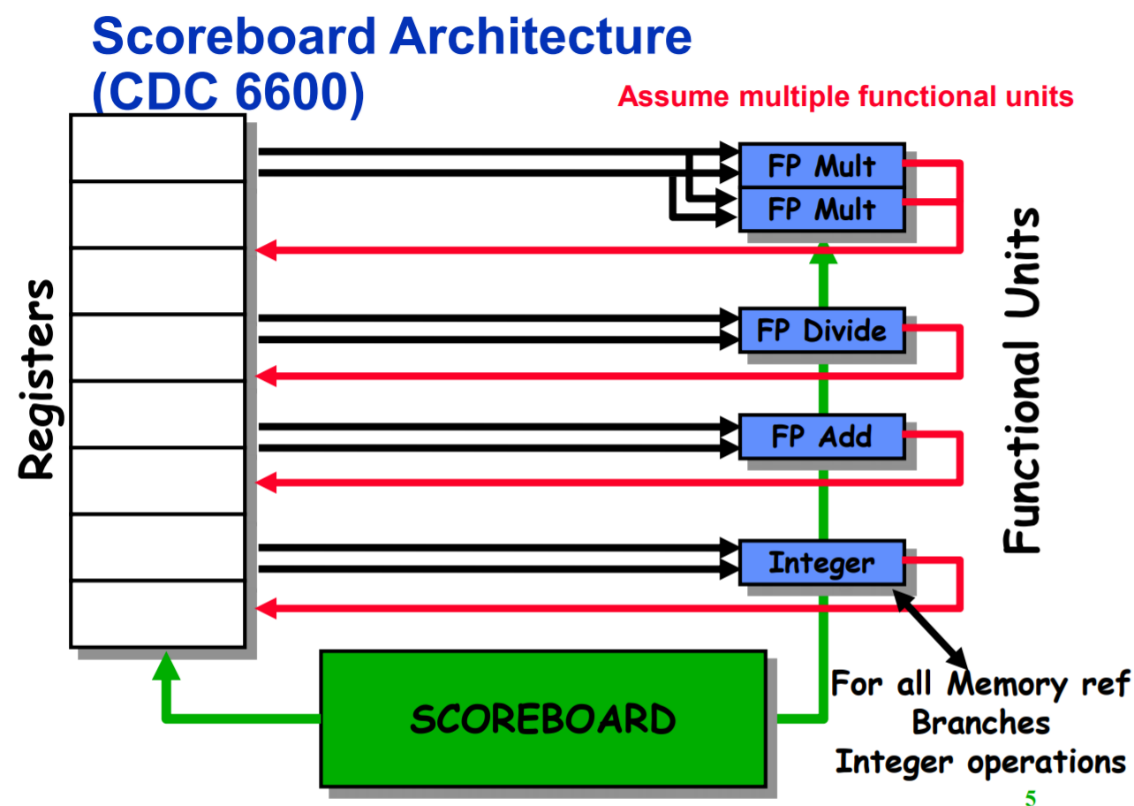 Scoreboard Architecture
(CDC 6600)
Assume multiple functional units
Registers
FP Mult
FP Mult
FP Divide
FP Add
Integer
Functional Units
SCOREBOARD
For all Memory ref
Branches
Integer operations
5